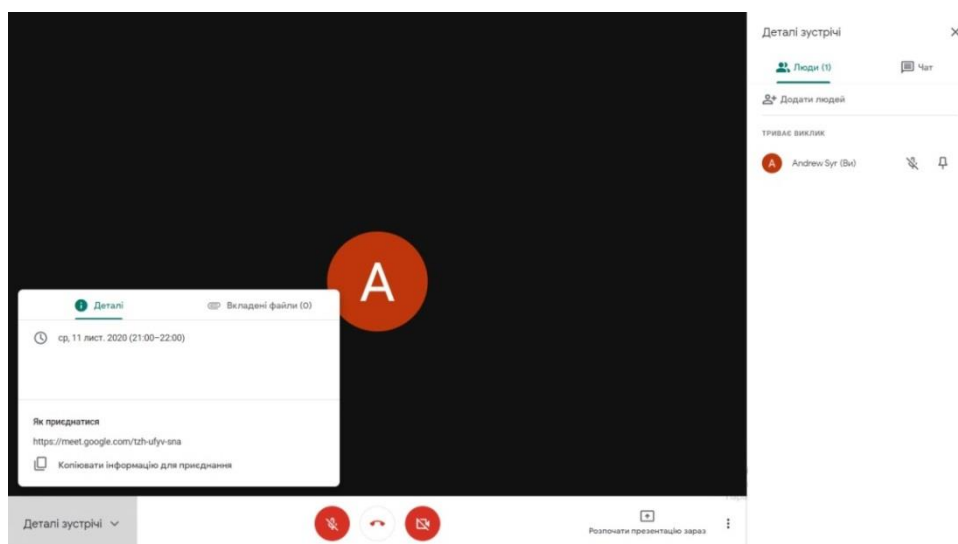 Деталі зустрічі
Люди (1)
Чат
Додати людей
ТРИВАЄ ВИКЛИК
A
Andrew Syr (Ви)
A
Деталі
Вкладені файли (0)
ср, 11 лист. 2020 (21:00–22:00)
Як приєднатися
https://meet.google.com/tzh-ufyv-sna
Копіювати інформацію для приєднання
Деталі зустрічі
Розпочати презентацію зараз